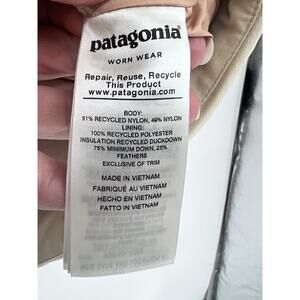 patagonia®
WORN WEAR
Repair, Reuse, Recycle
This Product
www.patagonia.com
BODY:
51% RECYCLED NYLON, 49% NYLON
LINING:
100% RECYCLED POLYESTER
INSULATION RECYCLED DUCKDOWN
75% MINIMUM DOWN, 25%
FEATHERS
EXCLUSIVE OF TRIM
MADE IN VIETNAM
FABRIQUÉ AU VIETNAM
HECHO EN VIETNAM
FATTO IN VIETNAM